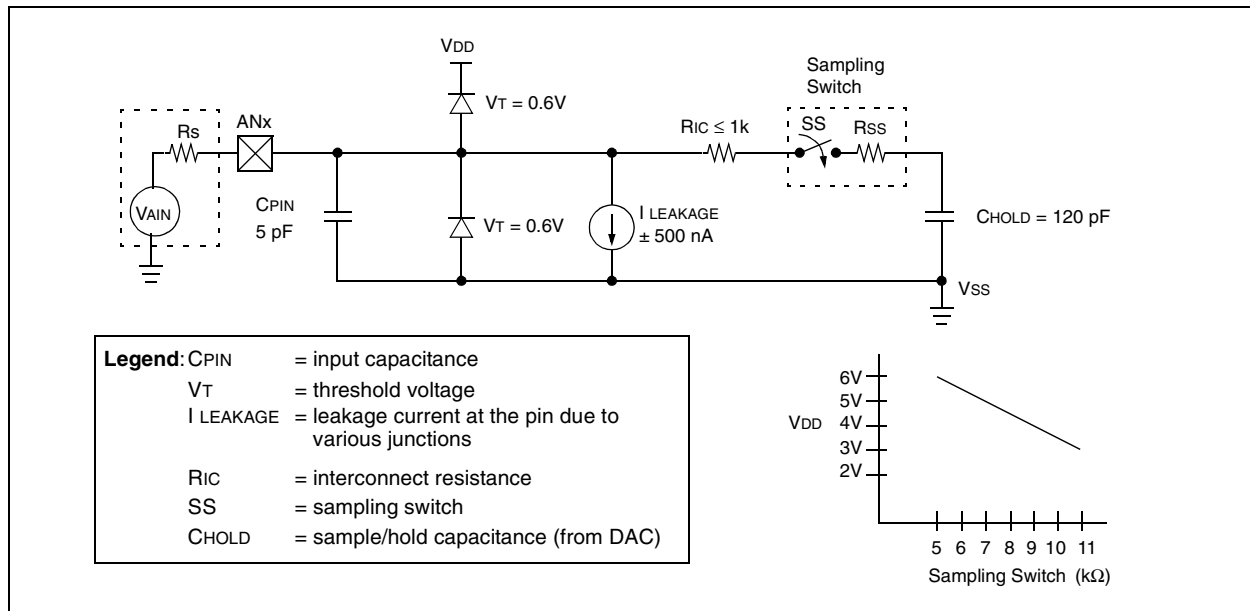 VDD
Sampling
Switch
VT = 0.6V
Rs
ANx
RIC ≤ 1k
SS
RSS
VAIN
CPIN
5 pF
VT = 0.6V
I LEAKAGE
± 500 nA
CHOLD = 120 pF
VSS
Legend: CPIN = input capacitance
VT = threshold voltage
I LEAKAGE = leakage current at the pin due to
various junctions
RIC = interconnect resistance
SS = sampling switch
CHOLD = sample/hold capacitance (from DAC)
6V
5V
VDD 4V
3V
2V
5 6 7 8 9 10 11
Sampling Switch (kΩ)